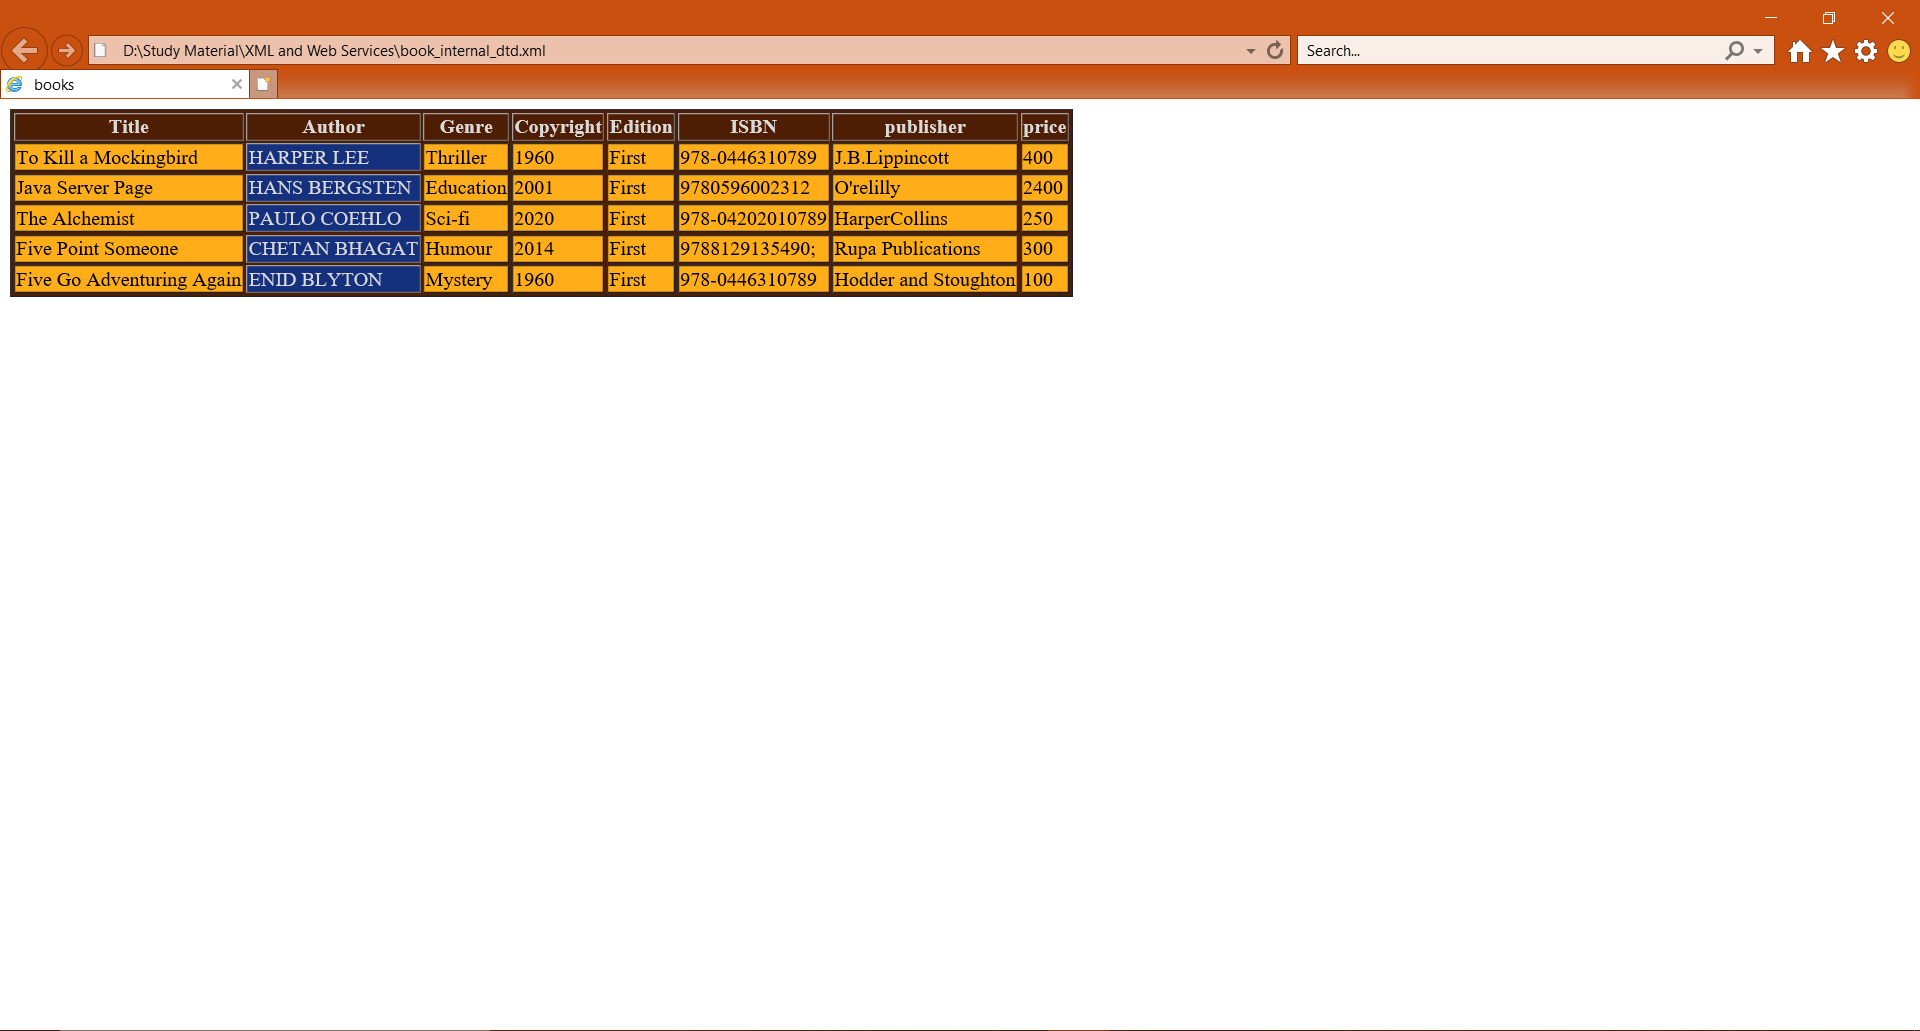 D:\Study Material\XML and Web Services\book_internal_dtd.xml Search...
books
Title Author Genre Copyright Edition ISBN publisher price
To Kill a Mockingbird HARPER LEE Thriller 1960 First 978-0446310789 J.B.Lippincott 400
Java Server Page HANS BERGSTEN Education 2001 First 9780596002312 O'relilly 2400
The Alchemist PAULO COEHLO Sci-fi 2020 First 978-04202010789 HarperCollins 250
Five Point Someone CHETAN BHAGAT Humour 2014 First 9788129135490; Rupa Publications 300
Five Go Adventuring Again ENID BLYTON Mystery 1960 First 978-0446310789 Hodder and Stoughton 100